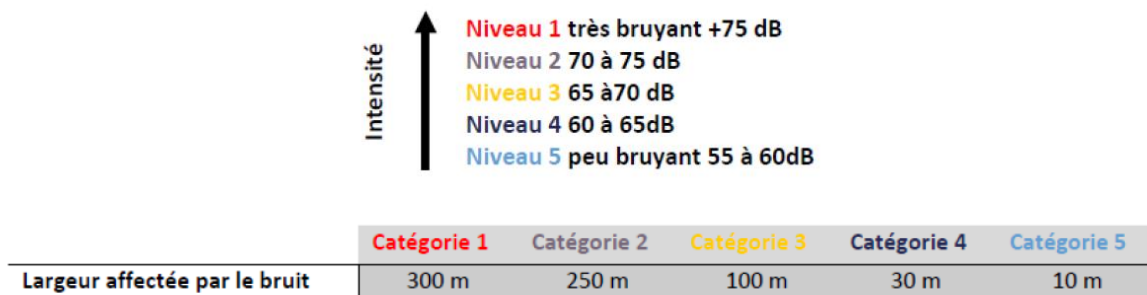 Intensité
Niveau 1 très bruyant +75 dB
Niveau 2 70 à 75 dB
Niveau 3 65 à70 dB
Niveau 4 60 à 65dB
Niveau 5 peu bruyant 55 à 60dB
Catégorie 1 Catégorie 2 Catégorie 3 Catégorie 4 Catégorie 5
Largeur affectée par le bruit 300 m 250 m 100 m 30 m 10 m